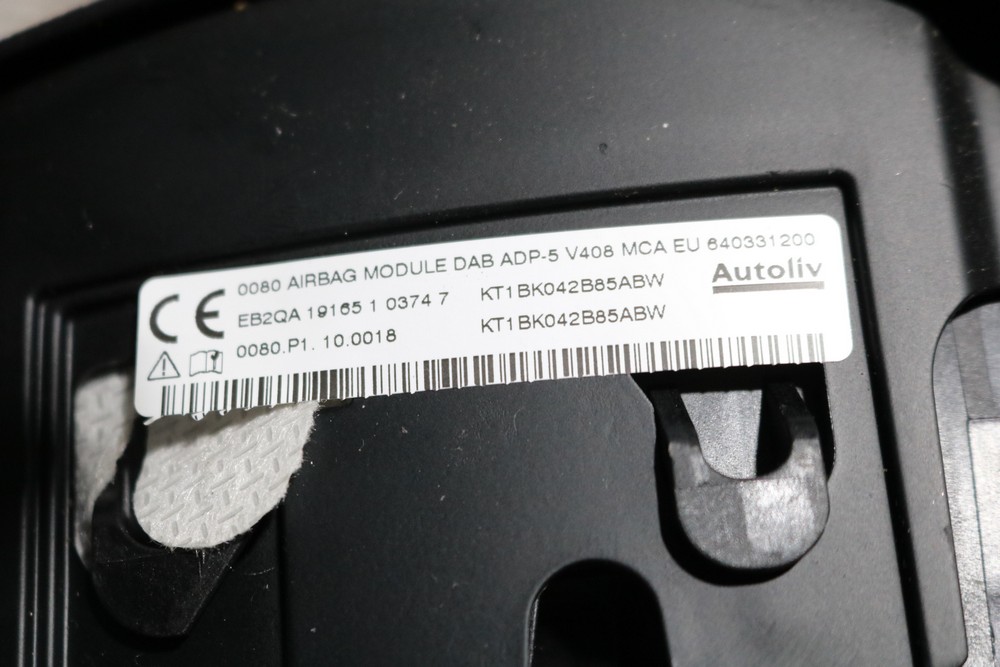 0080 AIRBAG MODULE DAB ADP-5 V408 MCA EU 640331200
EB2QA 19165 1 0374 7 KT1BK042B85ABW
Autoliv
0080.P1. 10.0018 KT1BK042B85ABW
CE